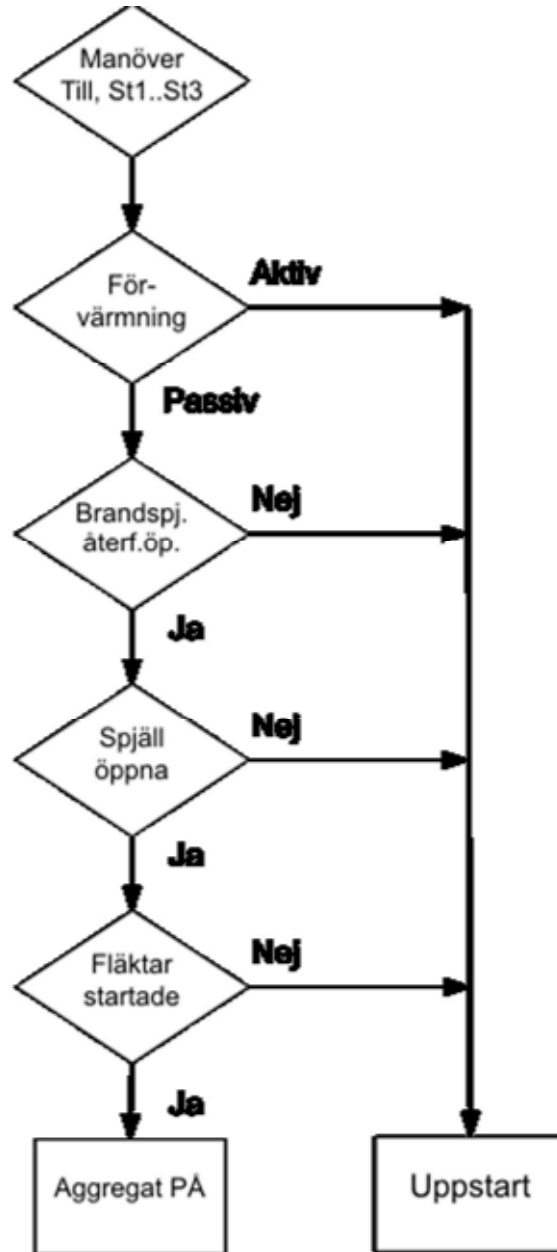 Manöver
Till, St1..St3
För-
värmning
Aktiv
Passiv
Brandspj.
återf.öp.
Nej
Ja
Spjäll
öppna
Nej
Ja
Fläktar
startade
Nej
Ja
Aggregat PÅ
Uppstart